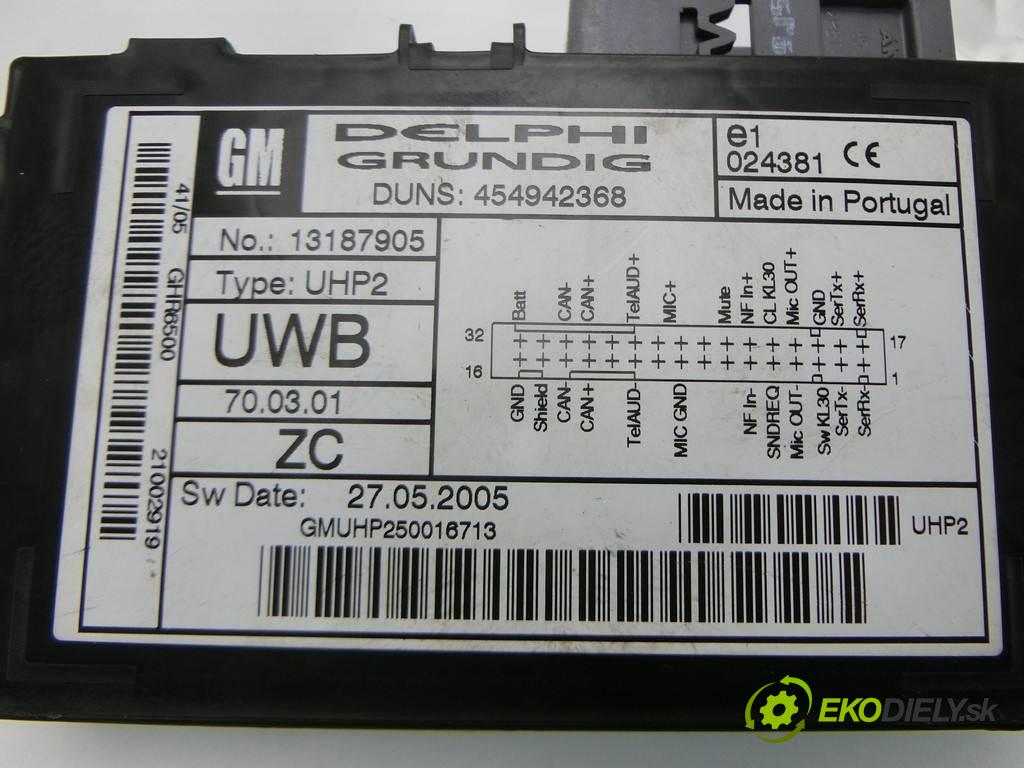 GM
DELPHI
GRUNDIG
DUNS: 454942368
e1
024381 CE
Made in Portugal
41/05 GHR6500 21002919
No.: 13187905
Type: UHP2
UWB
70.03.01
ZC
Batt CAN- CAN+ TelAUD+ MIC+ Mute NF In+ CL KL30 Mic OUT+ GND SerTx+ SerRx+
32 17
16 1
GND Shield CAN- CAN+ TelAUD- MIC GND NF In- SNDREQ Mic OUT- Sw KL30 SerTx- SerRx-
Sw Date: 27.05.2005
GMUHP250016713
UHP2
EKODIELY.sk